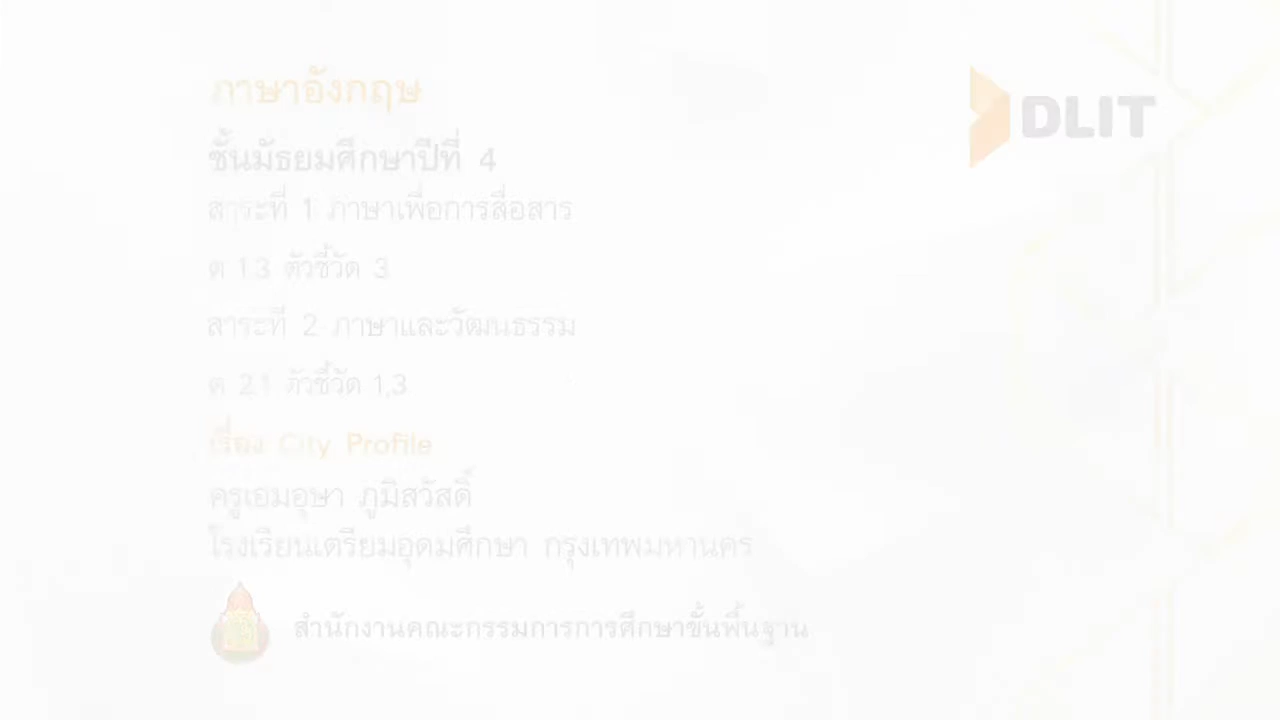 ภาษาอังกฤษ
DLIT
ชั้นมัธยมศึกษาปีที่ 4
สาระที่ 1 ภาษาเพื่อการสื่อสาร
ต 1.3 ตัวชี้วัด 3
สาระที่ 2 ภาษาและวัฒนธรรม
ต 2.1 ตัวชี้วัด 1,3
เรื่อง City Profile
ครูเอมอุษา ภูมิสวัสดิ์
โรงเรียนเตรียมอุดมศึกษา กรุงเทพมหานคร
สำนักงานคณะกรรมการการศึกษาขั้นพื้นฐาน